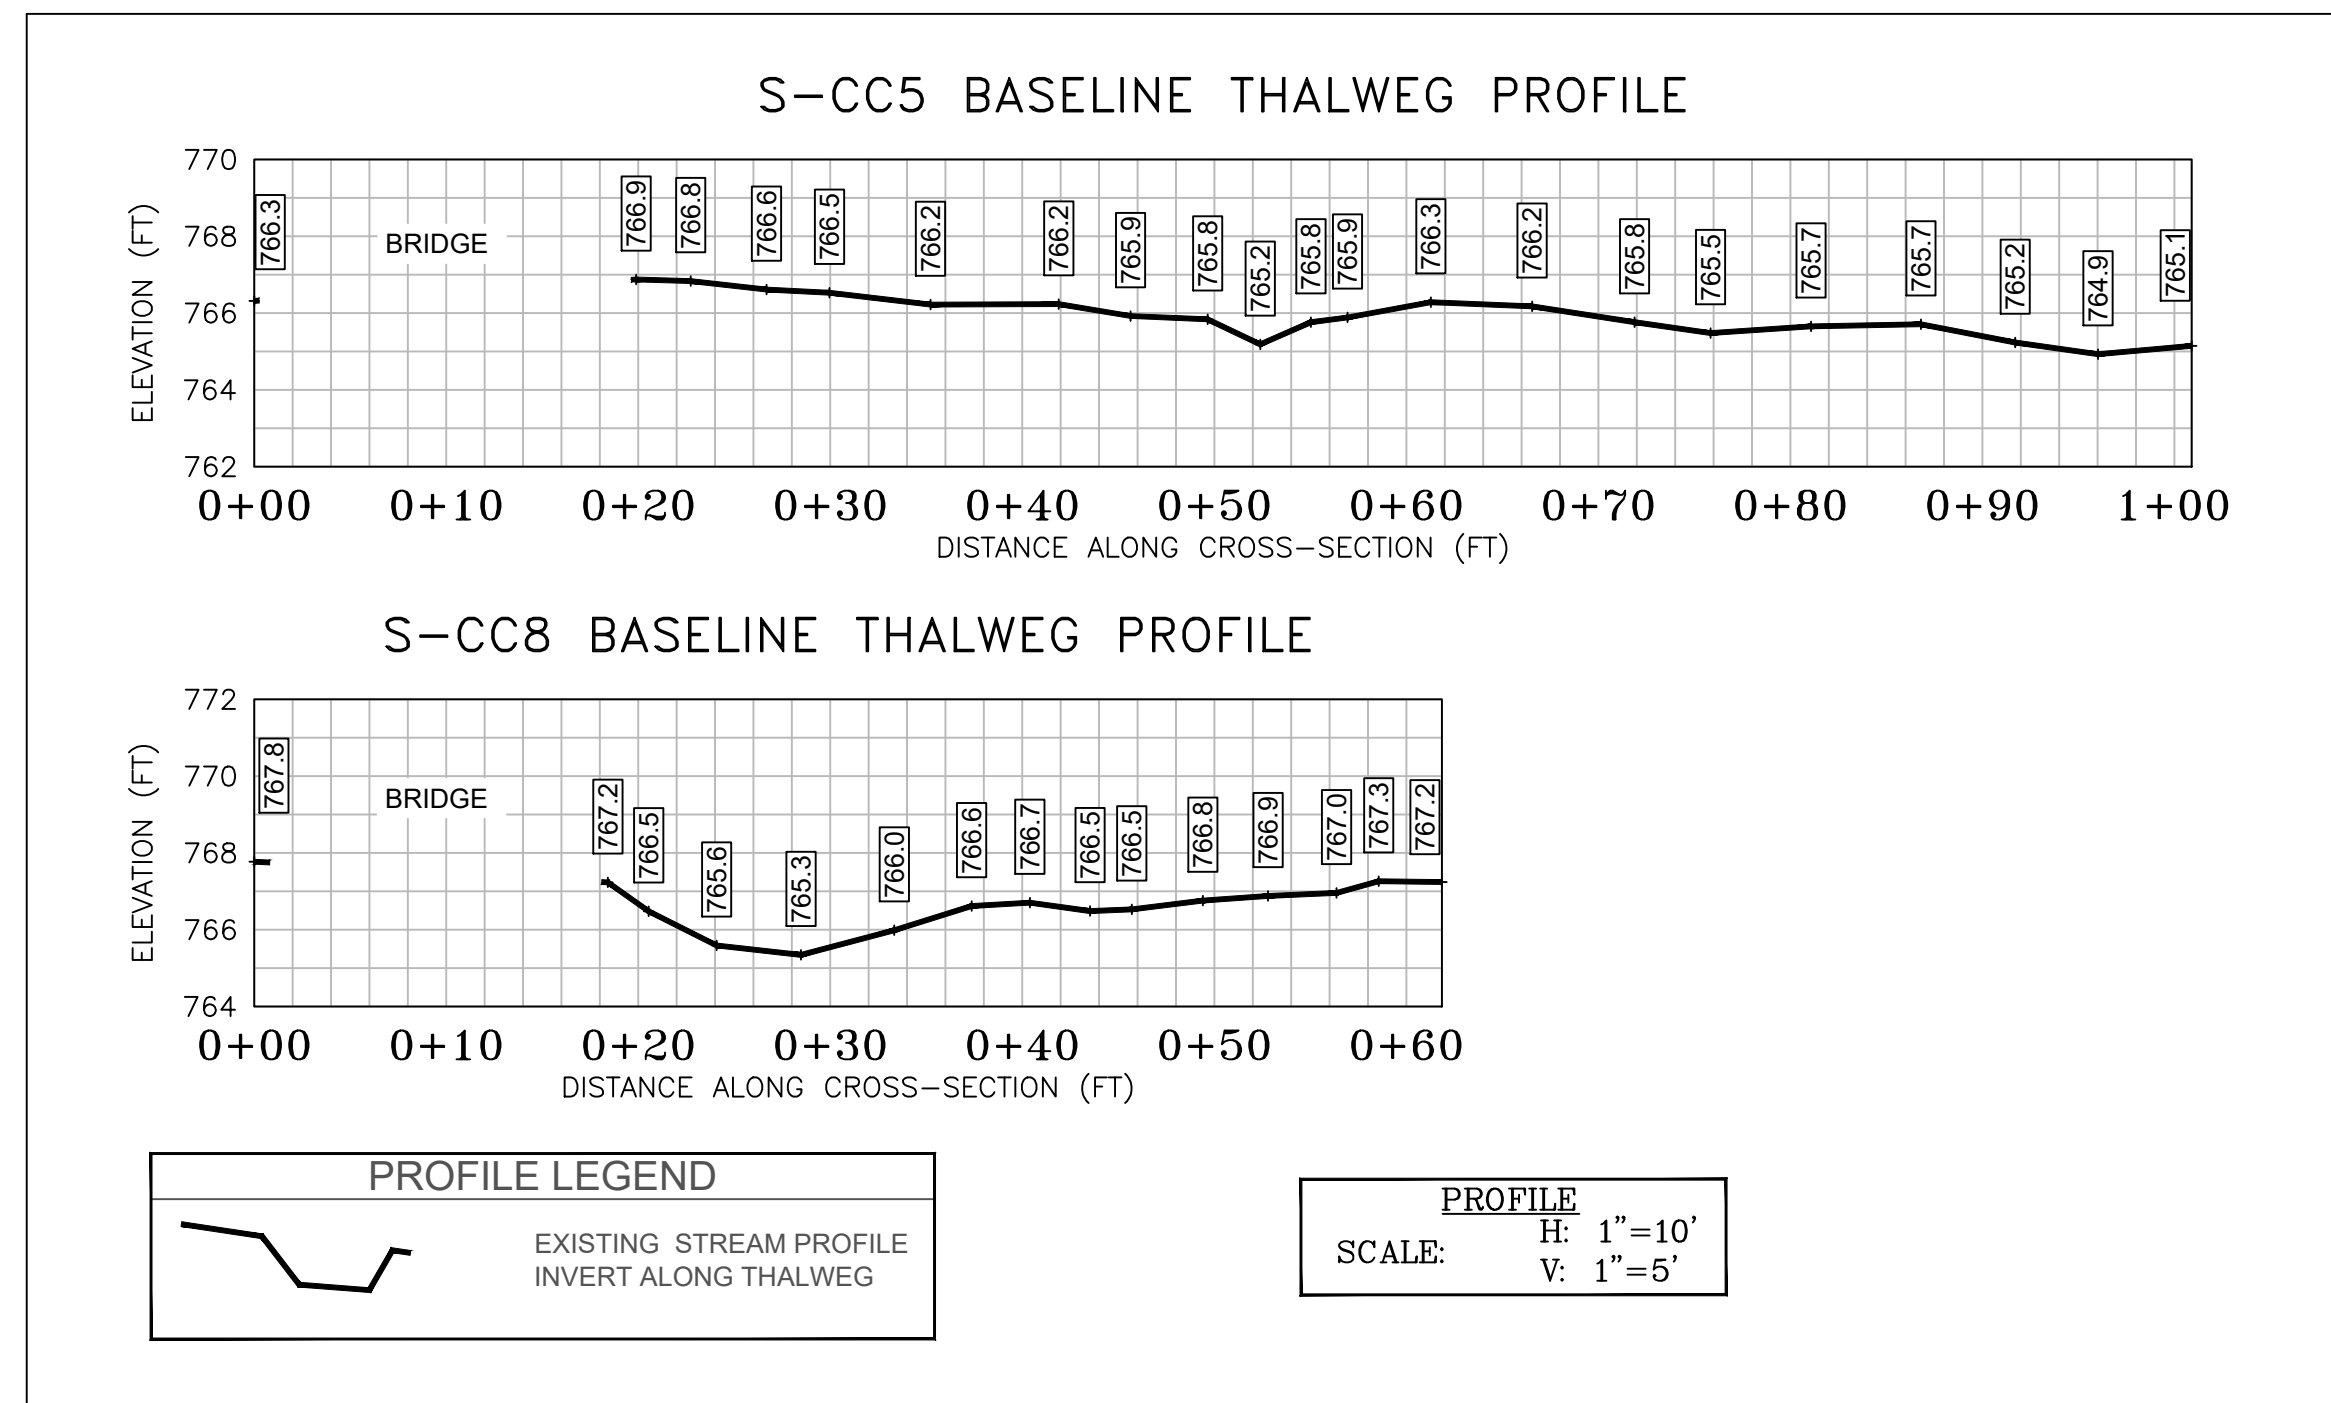 S-CC5 BASELINE THALWEG PROFILE
770
768
766
764
762
ELEVATION (FT)
766.3
BRIDGE
766.9
766.8
766.6
766.5
766.2
766.2
765.9
765.8
765.2
765.8
765.9
766.3
766.2
765.8
765.5
765.7
765.7
765.2
764.9
765.1
0+00 0+10 0+20 0+30 0+40 0+50 0+60 0+70 0+80 0+90 1+00
DISTANCE ALONG CROSS-SECTION (FT)
S-CC8 BASELINE THALWEG PROFILE
772
770
768
766
764
ELEVATION (FT)
767.8
BRIDGE
767.2
766.5
765.6
765.3
766.0
766.6
766.7
766.5
766.5
766.8
766.9
767.0
767.3
767.2
0+00 0+10 0+20 0+30 0+40 0+50 0+60
DISTANCE ALONG CROSS-SECTION (FT)
PROFILE LEGEND
EXISTING STREAM PROFILE
INVERT ALONG THALWEG
PROFILE
SCALE:
H: 1"=10'
V: 1"=5'